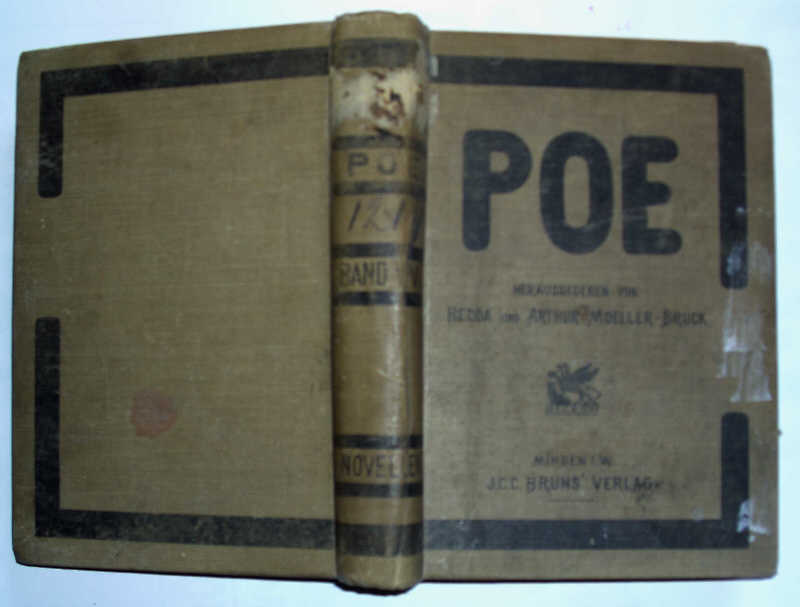 POE
BAND
NOVELLEN
POE
HERAUSGEGEBEN VON
HEDDA UND ARTHUR MOELLER-BRUCK
MINDEN I. W.
J.C.C. BRUNS' VERLAG